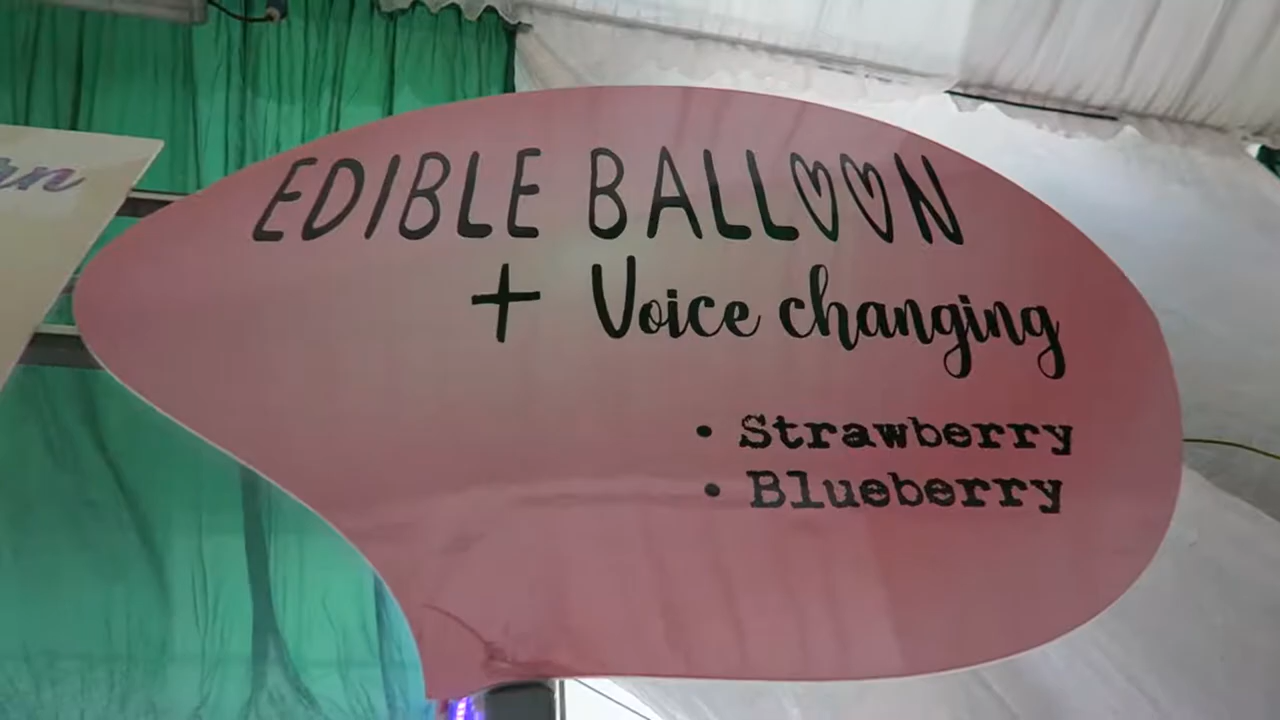 EDIBLE BALLOON
+ Voice changing
• Strawberry
• Blueberry